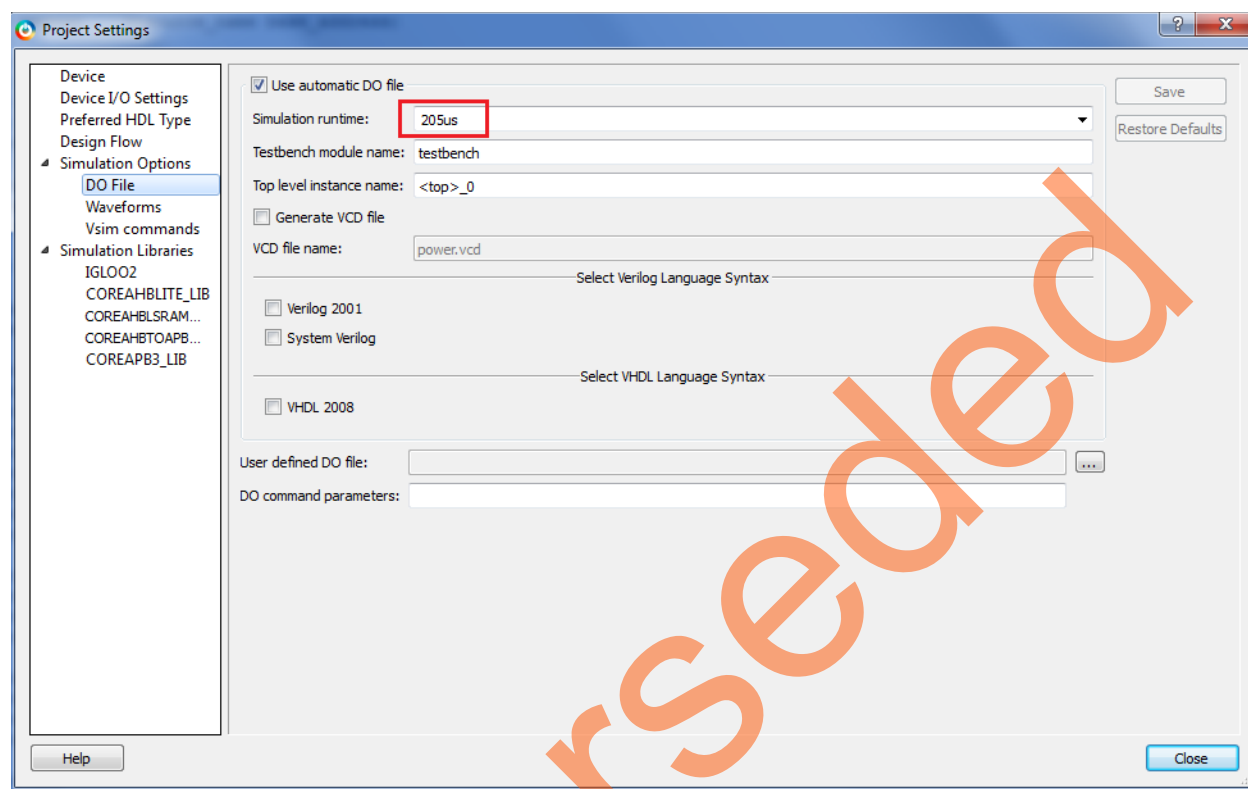 Project Settings
Device
Device I/O Settings
Preferred HDL Type
Design Flow
Simulation Options
DO File
Waveforms
Vsim commands
Simulation Libraries
IGLOO2
COREAHBLITE_LIB
COREAHBLSRAM...
COREAHBTOAPB...
COREAPB3_LIB
Use automatic DO file
Simulation runtime: 205us
Testbench module name: testbench
Top level instance name: <top>_0
Generate VCD file
VCD file name: power.vcd
Select Verilog Language Syntax
Verilog 2001
System Verilog
Select VHDL Language Syntax
VHDL 2008
User defined DO file: ...
DO command parameters:
Save
Restore Defaults
Help
Close
rseded